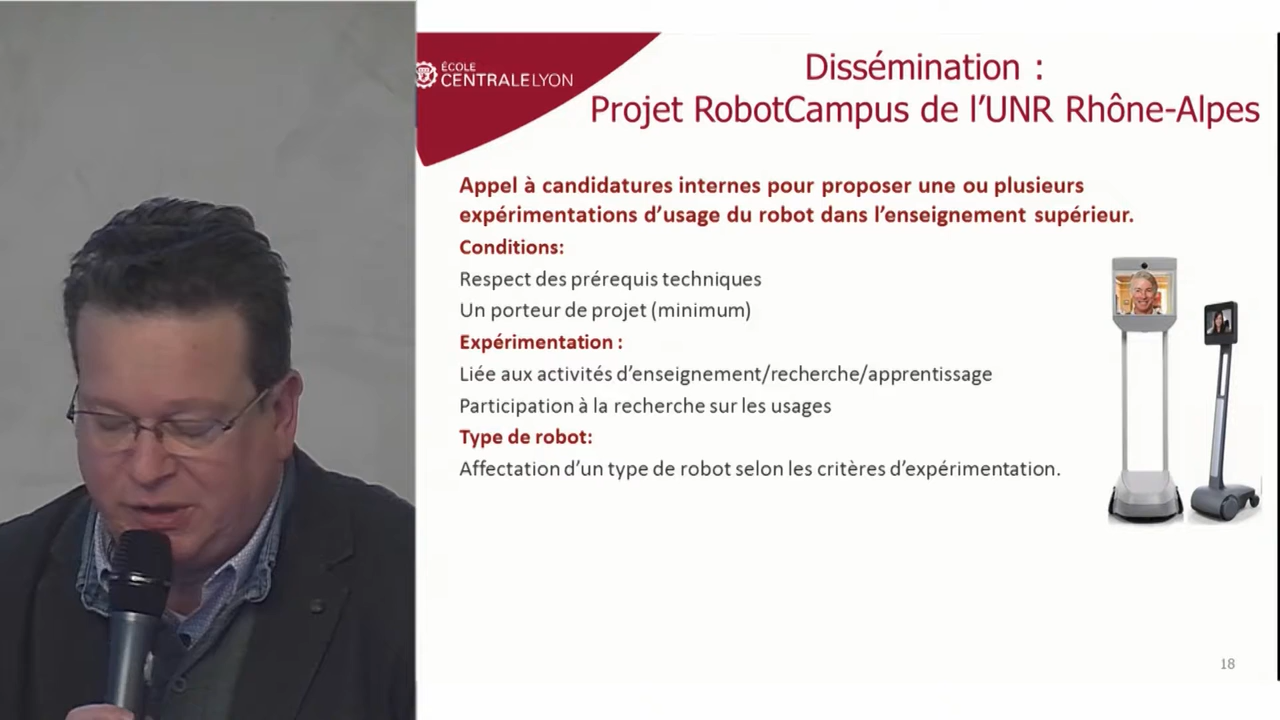 ÉCOLE
CENTRALELYON
Dissémination :
Projet RobotCampus de l’UNR Rhône-Alpes
Appel à candidatures internes pour proposer une ou plusieurs
expérimentations d’usage du robot dans l’enseignement supérieur.
Conditions:
Respect des prérequis techniques
Un porteur de projet (minimum)
Expérimentation :
Liée aux activités d’enseignement/recherche/apprentissage
Participation à la recherche sur les usages
Type de robot:
Affectation d’un type de robot selon les critères d’expérimentation.
18